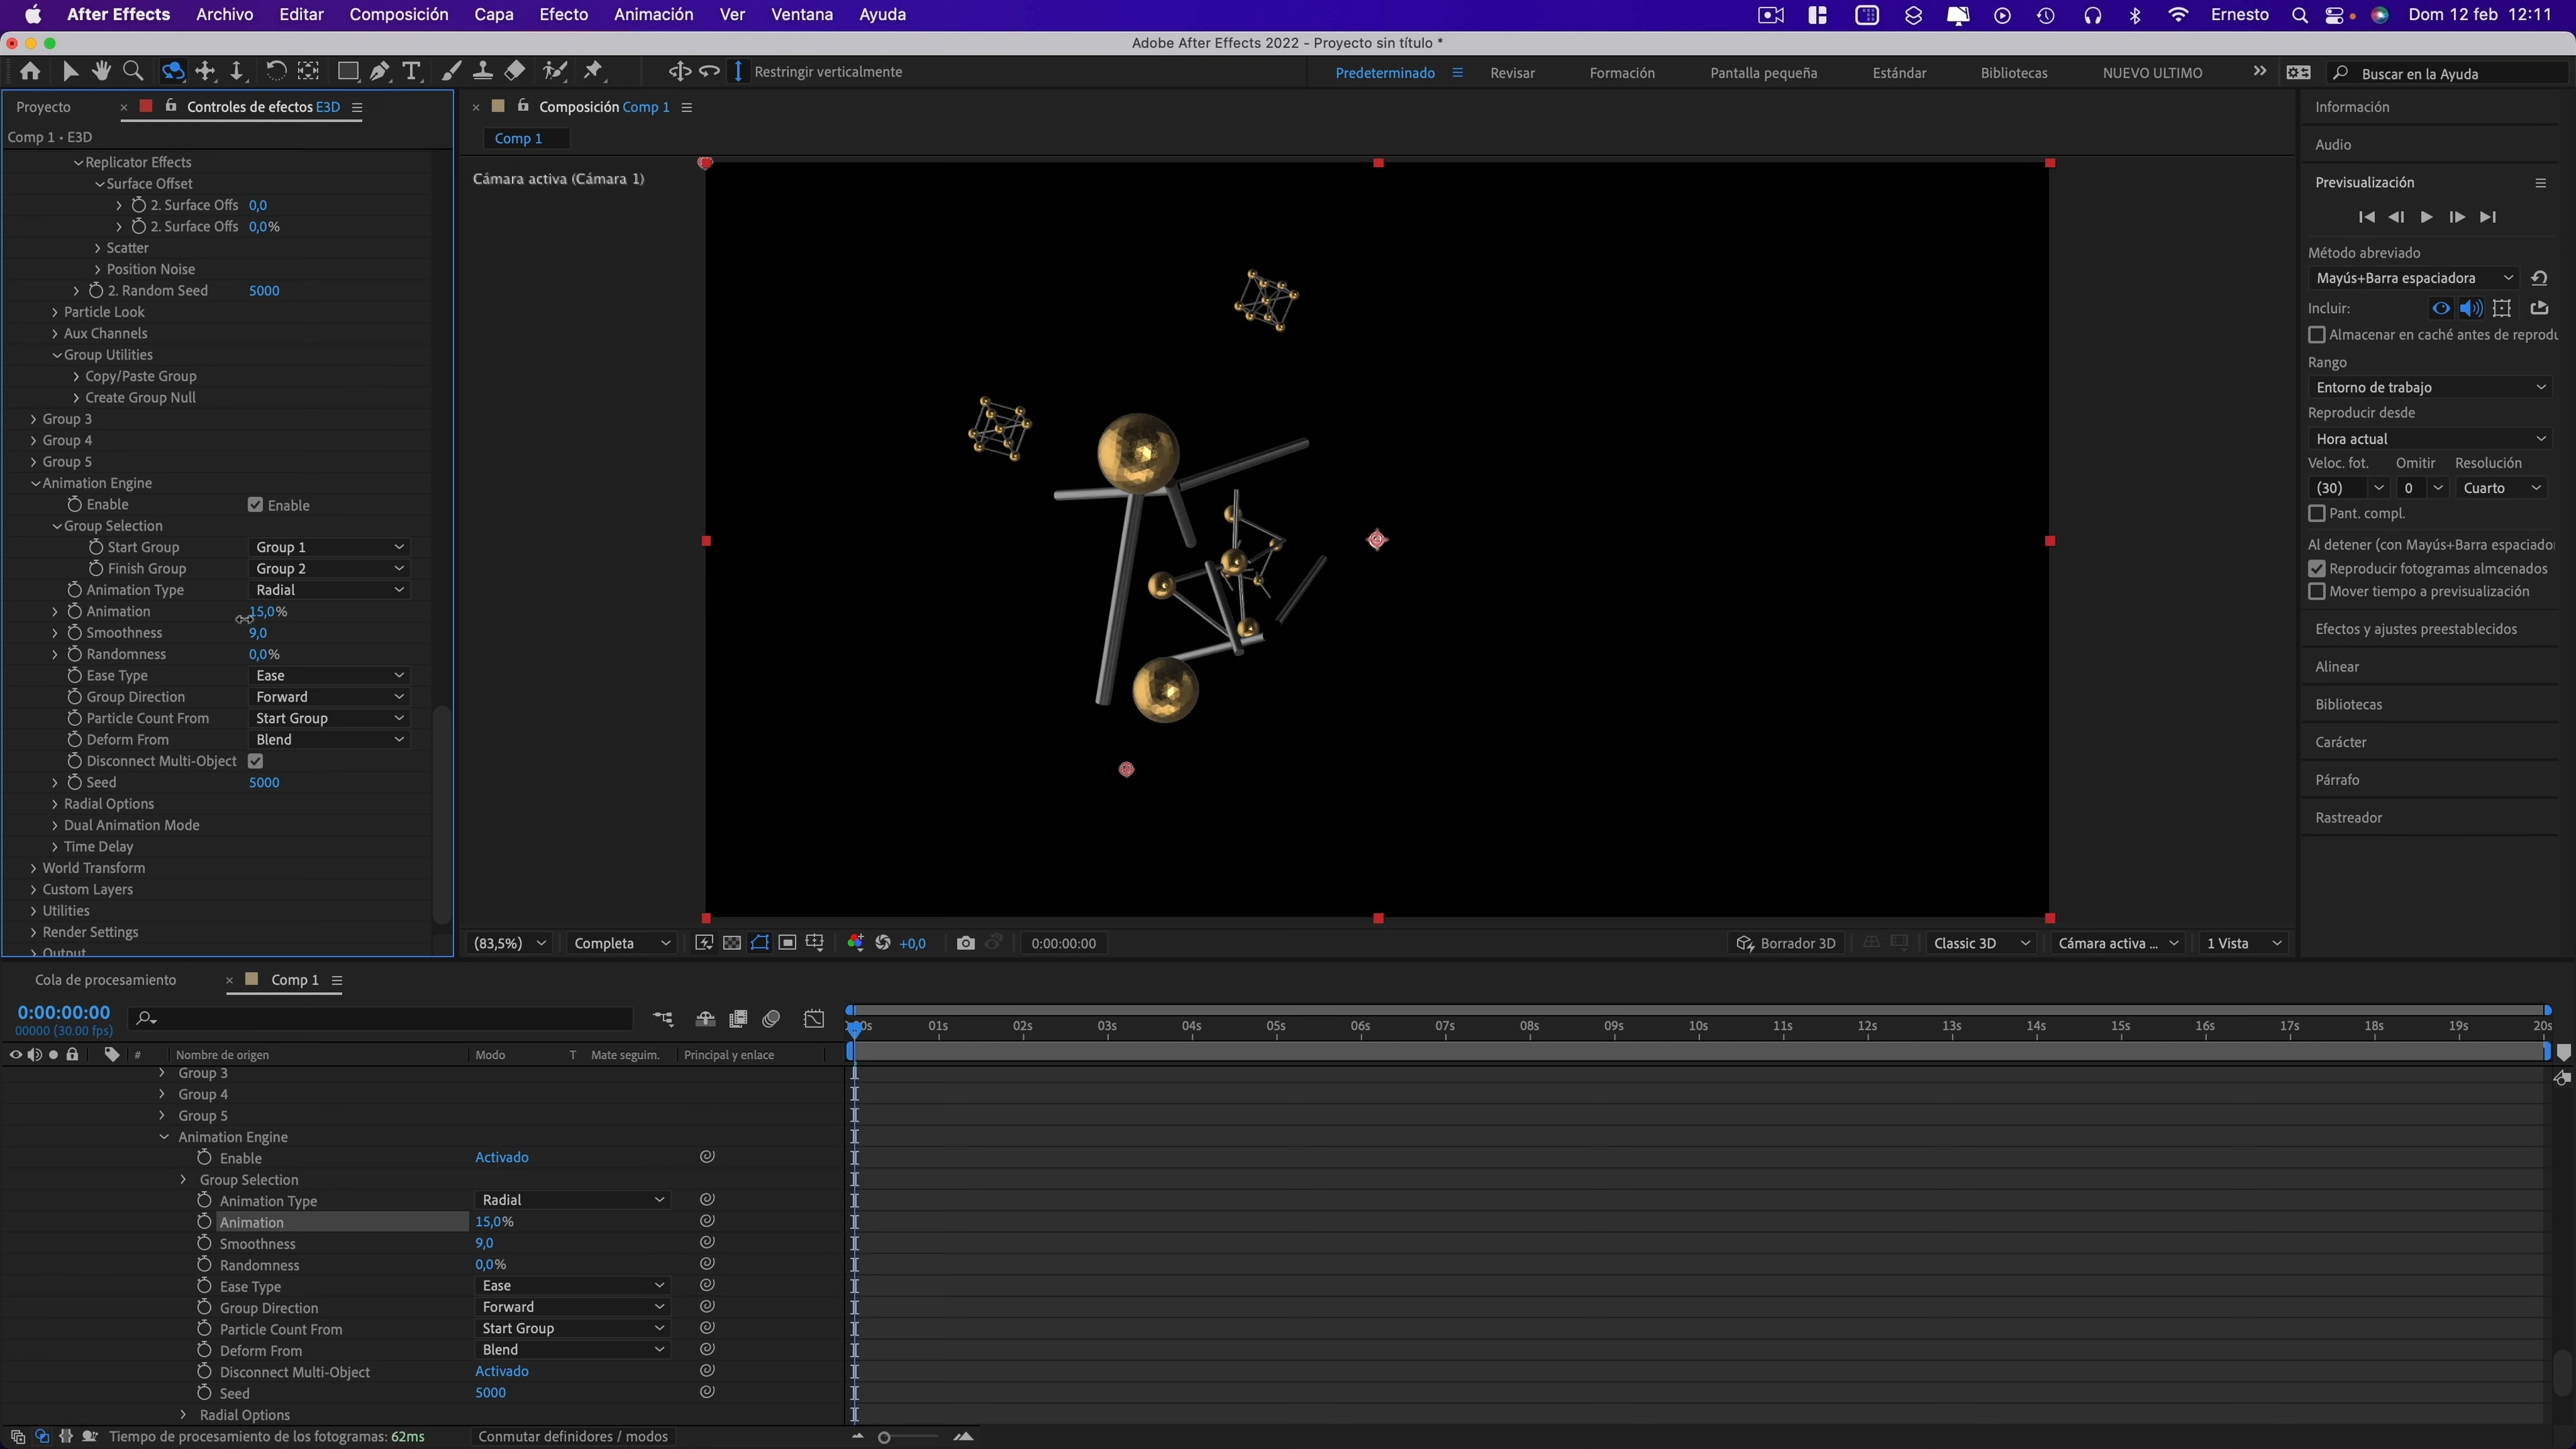 After Effects Archivo Editar Composición Capa Efecto Animación Ver Ventana Ayuda Ernesto Dom 12 feb 12:11
Adobe After Effects 2022 - Proyecto sin título *
Restringir verticalmente Predeterminado Revisar Formación Pantalla pequeña Estándar Bibliotecas NUEVO ULTIMO Buscar en la Ayuda
Proyecto Controles de efectos E3D
Comp 1 • E3D
Replicator Effects
Surface Offset
2. Surface Offs 0,0
2. Surface Offs 0,0%
Scatter
Position Noise
2. Random Seed 5000
Particle Look
Aux Channels
Group Utilities
Copy/Paste Group
Create Group Null
Group 3
Group 4
Group 5
Animation Engine
Enable Enable
Group Selection
Start Group Group 1
Finish Group Group 2
Animation Type Radial
Animation 15,0%
Smoothness 9,0
Randomness 0,0%
Ease Type Ease
Group Direction Forward
Particle Count From Start Group
Deform From Blend
Disconnect Multi-Object
Seed 5000
Radial Options
Dual Animation Mode
Time Delay
World Transform
Custom Layers
Utilities
Render Settings
Output
Composición Comp 1
Comp 1
Cámara activa (Cámara 1)
(83,5%) Completa +0,0 0:00:00:00 Borrador 3D Classic 3D Cámara activa ... 1 Vista
Información
Audio
Previsualización
Método abreviado
Mayús+Barra espaciadora
Incluir:
Almacenar en caché antes de reprodu
Rango
Entorno de trabajo
Reproducir desde
Hora actual
Veloc. fot. Omitir Resolución
(30) 0 Cuarto
Pant. compl.
Al detener (con Mayús+Barra espaciado
Reproducir fotogramas almcenados
Mover tiempo a previsualización
Efectos y ajustes preestablecidos
Alinear
Bibliotecas
Carácter
Párrafo
Rastreador
Cola de procesamiento Comp 1
0:00:00:00
00000 (30.00 fps)
0s 01s 02s 03s 04s 05s 06s 07s 08s 09s 10s 11s 12s 13s 14s 15s 16s 17s 18s 19s 20s
# Nombre de origen Modo T Mate seguim. Principal y enlace
Group 3
Group 4
Group 5
Animation Engine
Enable Activado
Group Selection
Animation Type Radial
Animation 15,0%
Smoothness 9,0
Randomness 0,0%
Ease Type Ease
Group Direction Forward
Particle Count From Start Group
Deform From Blend
Disconnect Multi-Object Activado
Seed 5000
Radial Options
Tiempo de procesamiento de los fotogramas: 62ms Conmutar definidores / modos